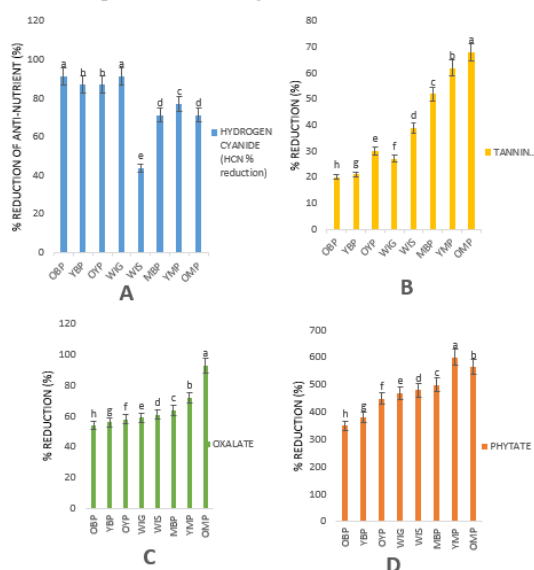 % REDUCTION OF ANTI-NUTRIENT (%)
120
100
80
60
40
20
0
a
b
b
a
e
d
c
d
HYDROGEN
CYANIDE
(HCN %
reduction)
OBP
YBP
OYP
WIG
WIS
MBP
YMP
OMP
A
% REDUCTION (%)
80
70
60
50
40
30
20
10
0
h
g
e
f
d
c
b
a
TANNIN..
OBP
YBP
OYP
WIG
WIS
MBP
YMP
OMP
B
% REDUCTION (%)
120
100
80
60
40
20
0
h
g
f
e
d
c
b
a
OXALATE
OBP
YBP
OYP
WIG
WIS
MBP
YMP
OMP
C
% REDUCTION (%)
700
600
500
400
300
200
100
0
h
g
f
e
d
c
a
b
PHYTATE
OBP
YBP
OYP
WIG
WIS
MBP
YMP
OMP
D